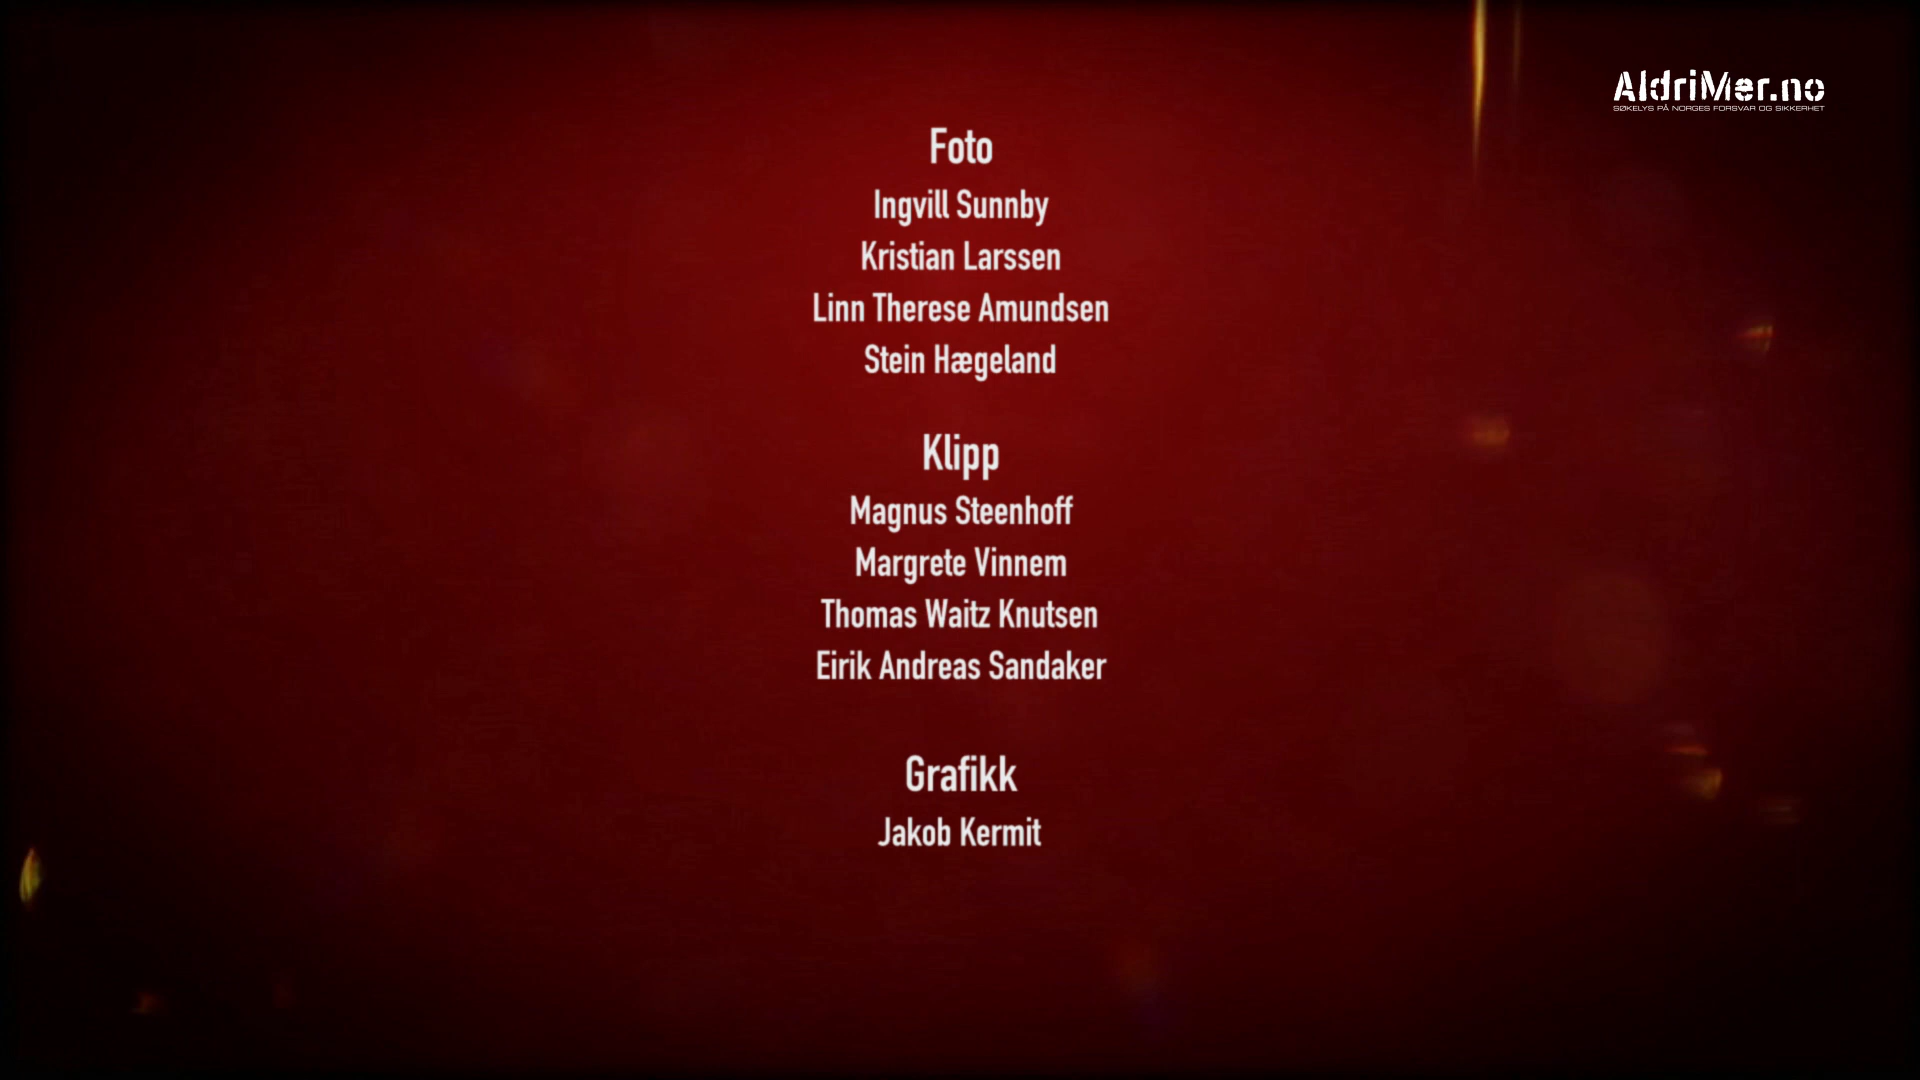 AldriMer.no
SØKELYS PÅ NORGES FORSVAR OG SIKKERHET
Foto
Ingvill Sunnby
Kristian Larssen
Linn Therese Amundsen
Stein Hægeland
Klipp
Magnus Steenhoff
Margrete Vinnem
Thomas Waitz Knutsen
Eirik Andreas Sandaker
Grafikk
Jakob Kermit